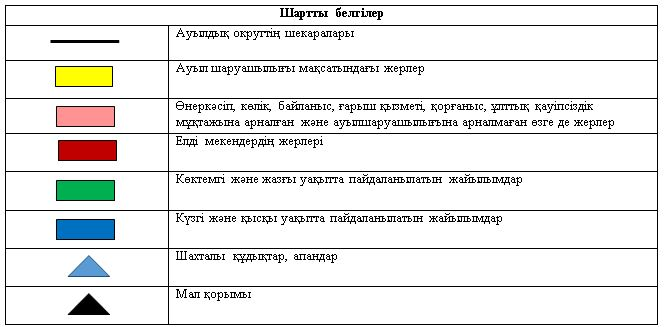 Шартты белгілер
Ауылдық округтің шекаралары
Ауыл шаруашылығы мақсатындағы жерлер
Өнеркәсіп, көлік, байланыс, ғарыш қызметі, қорғаныс, ұлттық қауіпсіздік
мұқтажына арналған және ауылшаруашылығына арналмаған өзге де жерлер
Елді мекендердің жерлері
Көктемгі және жазғы уақытта пайдаланылатын жайылымдар
Күзгі және қысқы уақытта пайдаланылатын жайылымдар
Шахталы құдықтар, апандар
Мал қорымы